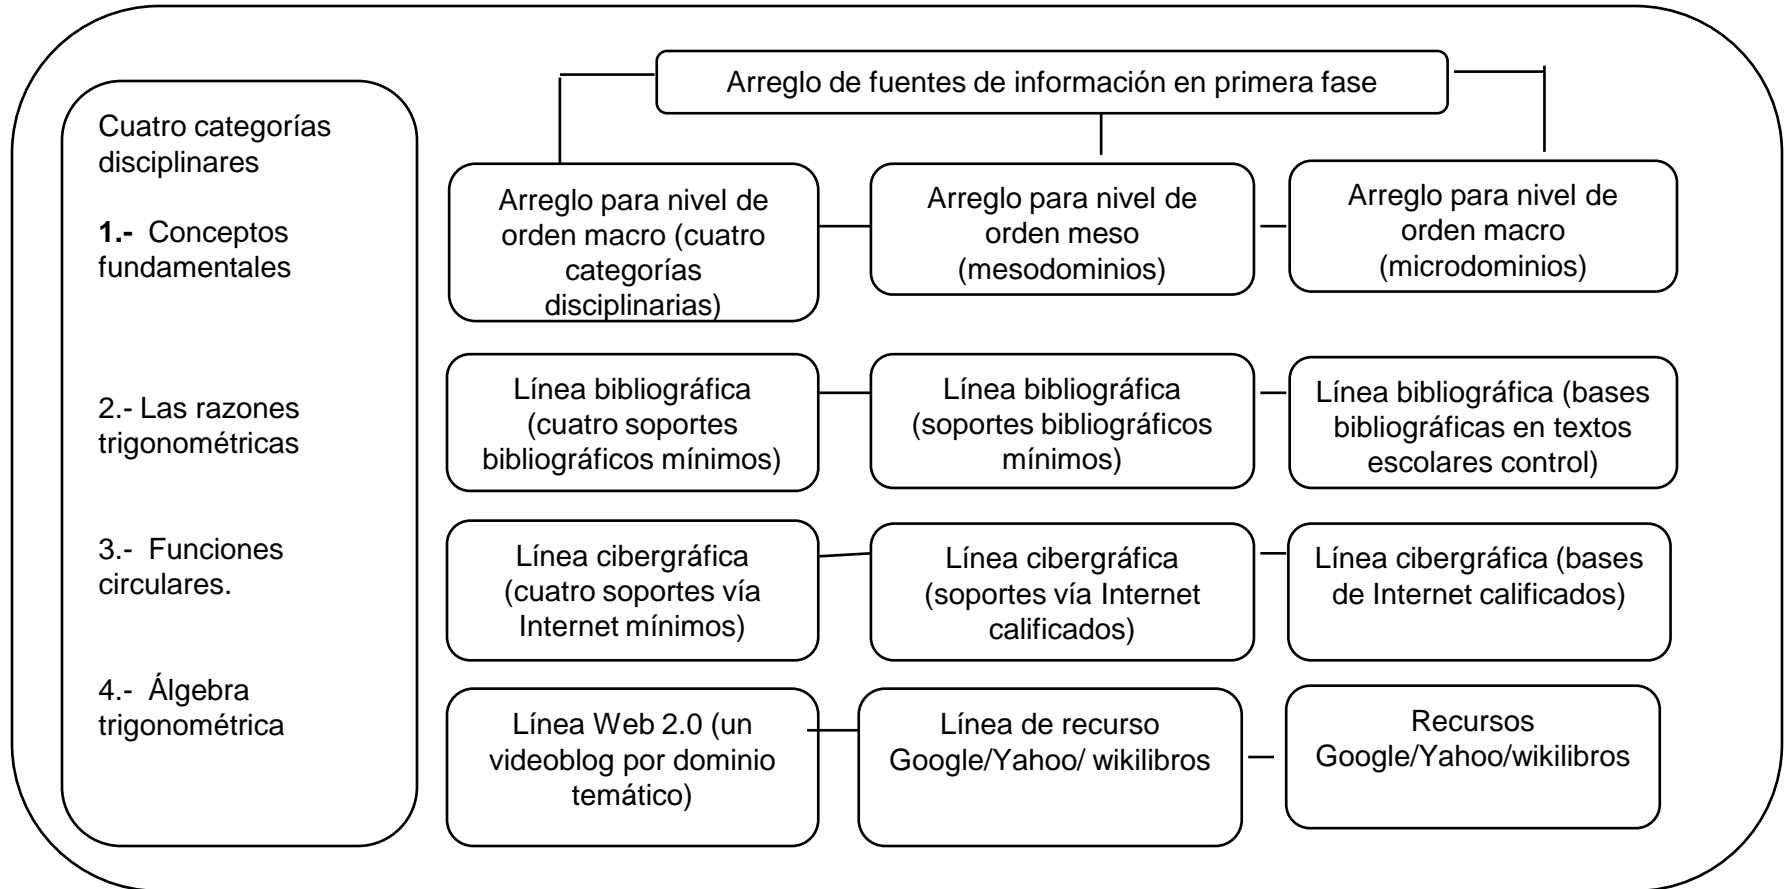 Arreglo de fuentes de información en primera fase
Cuatro categorías
disciplinares
1.- Conceptos
fundamentales
2.- Las razones
trigonométricas
3.- Funciones
circulares.
4.- Álgebra
trigonométrica
Arreglo para nivel de
orden macro (cuatro
categorías
disciplinarias)
Arreglo para nivel de
orden meso
(mesodominios)
Arreglo para nivel de
orden macro
(microdominios)
Línea bibliográfica
(cuatro soportes
bibliográficos mínimos)
Línea bibliográfica
(soportes bibliográficos
mínimos)
Línea bibliográfica (bases
bibliográficas en textos
escolares control)
Línea cibergráfica
(cuatro soportes vía
Internet mínimos)
Línea cibergráfica
(soportes vía Internet
calificados)
Línea cibergráfica (bases
de Internet calificados)
Línea Web 2.0 (un
videoblog por dominio
temático)
Línea de recurso
Google/Yahoo/ wikilibros
Recursos
Google/Yahoo/wikilibros